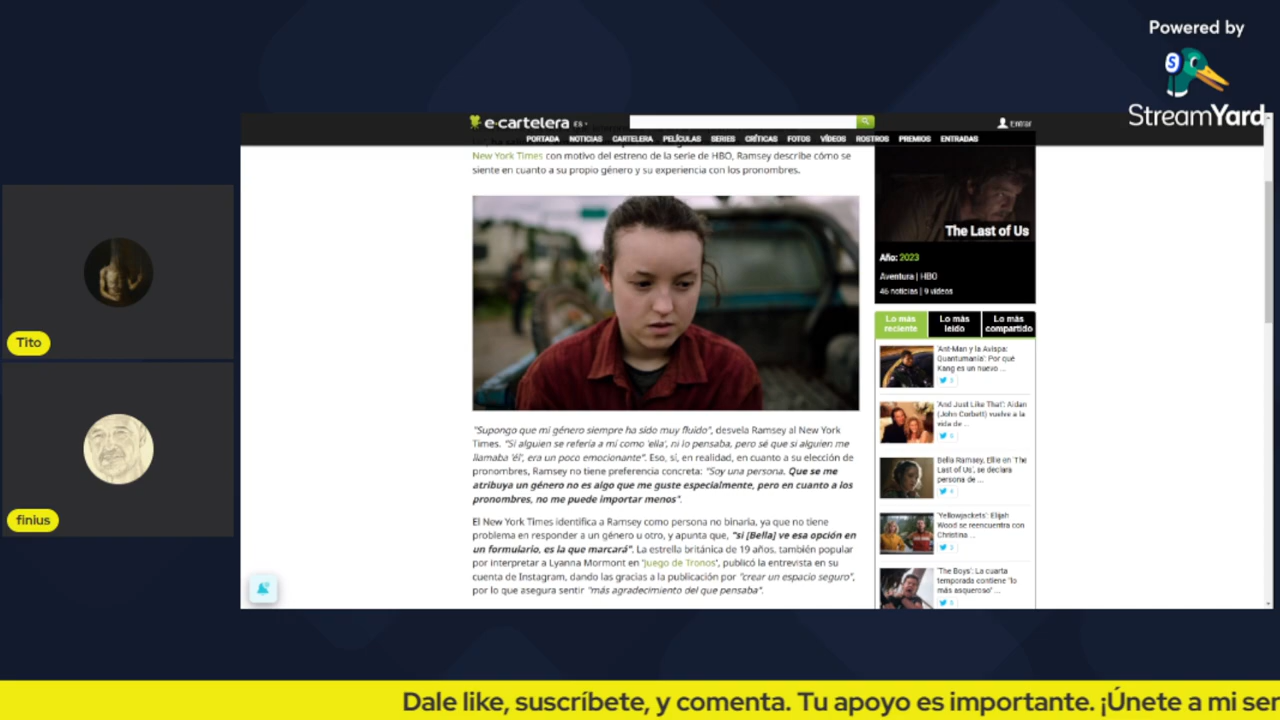 Powered by
StreamYard
e-cartelera ES
Entrar
PORTADA NOTICIAS CARTELERA PELÍCULAS SERIES CRÍTICAS FOTOS VÍDEOS ROSTROS PREMIOS ENTRADAS
New York Times con motivo del estreno de la serie de HBO, Ramsey describe cómo se
siente en cuanto a su propio género y su experiencia con los pronombres.
"Supongo que mi género siempre ha sido muy fluido", desvela Ramsey al New York
Times. "Si alguien se refería a mí como 'ella', ni lo pensaba, pero sé que si alguien me
llamaba 'él', era un poco emocionante". Eso, sí, en realidad, en cuanto a su elección de
pronombres, Ramsey no tiene preferencia concreta: "Soy una persona. Que se me
atribuya un género no es algo que me guste especialmente, pero en cuanto a los
pronombres, no me puede importar menos".
El New York Times identifica a Ramsey como persona no binaria, ya que no tiene
problema en responder a un género u otro, y apunta que, "si [Bella] ve esa opción en
un formulario, es la que marcará". La estrella británica de 19 años, también popular
por interpretar a Lyanna Mormont en 'Juego de Tronos', publicó la entrevista en su
cuenta de Instagram, dando las gracias a la publicación por "crear un espacio seguro",
por lo que asegura sentir "más agradecimiento del que pensaba".
The Last of Us
Año: 2023
Aventura | HBO
46 noticias | 9 vídeos
Lo más reciente
Lo más leído
Lo más compartido
'Ant-Man y la Avispa:
Quantumanía': Por qué
Kang es un nuevo ...
'And Just Like That': Aidan
(John Corbett) vuelve a la
vida de ...
Bella Ramsey, Ellie en 'The
Last of Us', se declara
persona de ...
'Yellowjackets': Elijah
Wood se reencuentra con
Christina ...
'The Boys': La cuarta
temporada contiene "lo
más asqueroso" ...
Tito
finius
Dale like, suscríbete, y comenta. Tu apoyo es importante. ¡Únete a mi ser